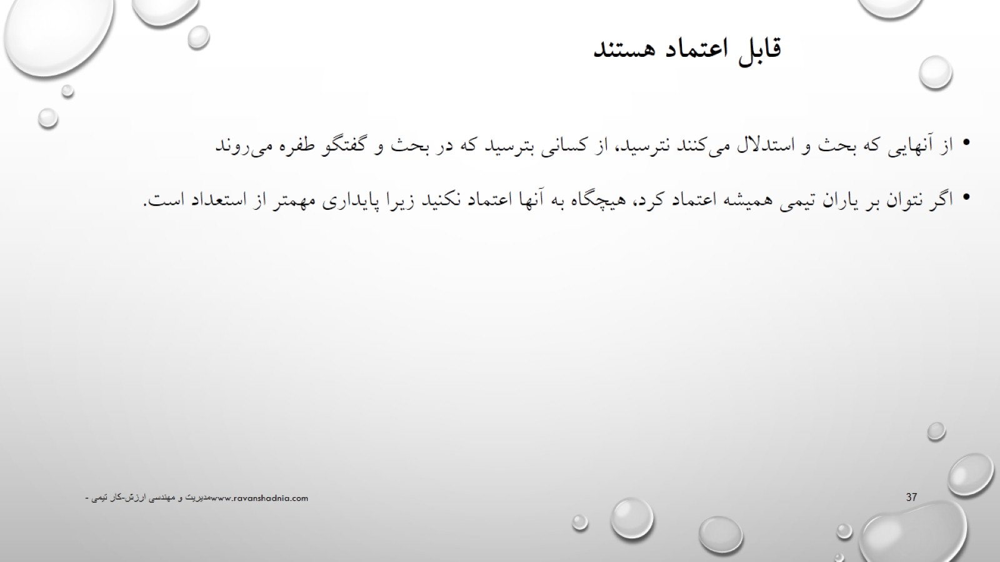 قابل اعتماد هستند
• از آنهایی که بحث و استدلال می‌کنند نترسید، از کسانی بترسید که در بحث و گفتگو طفره می‌روند
• اگر نتوان بر یاران تیمی همیشه اعتماد کرد، هیچگاه به آنها اعتماد نکنید زیرا پایداری مهمتر از استعداد است.
مدیریت و مهندسی ارزش-کار تیمی - www.ravanshadnia.com
37